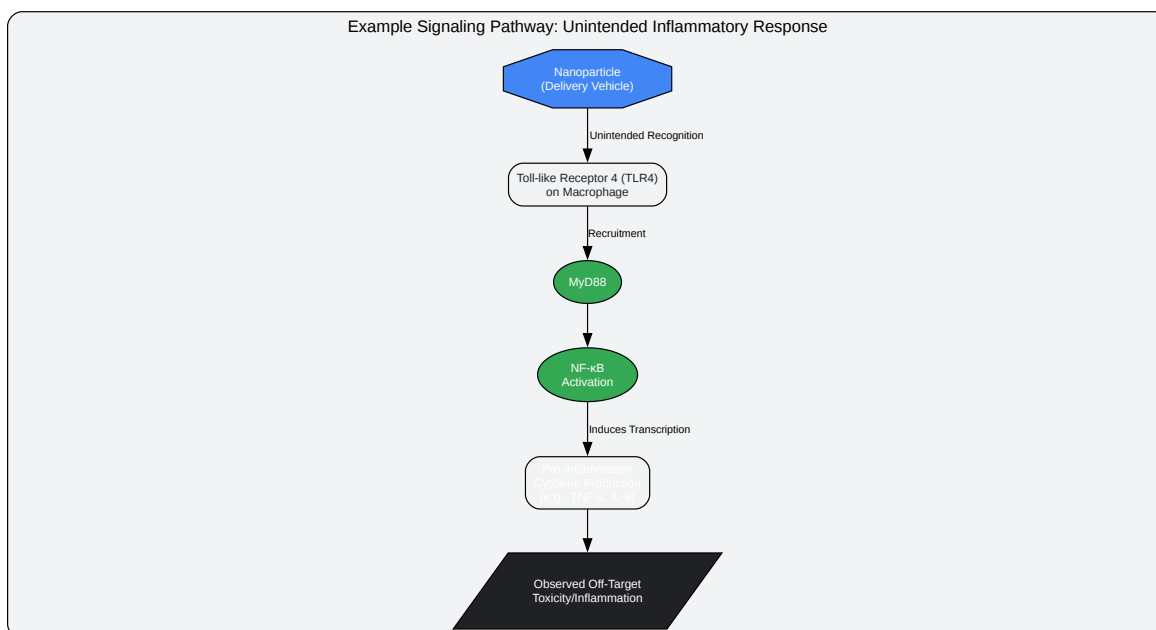 Example Signaling Pathway: Unintended Inflammatory Response
Nanoparticle
(Delivery Vehicle)
Unintended Recognition
Toll-like Receptor 4 (TLR4)
on Macrophage
Recruitment
MyD88
NF-κB
Activation
Induces Transcription
Pro-inflammatory
Cytokine Production
(e.g., TNF-α, IL-6)
Observed Off-Target
Toxicity/Inflammation